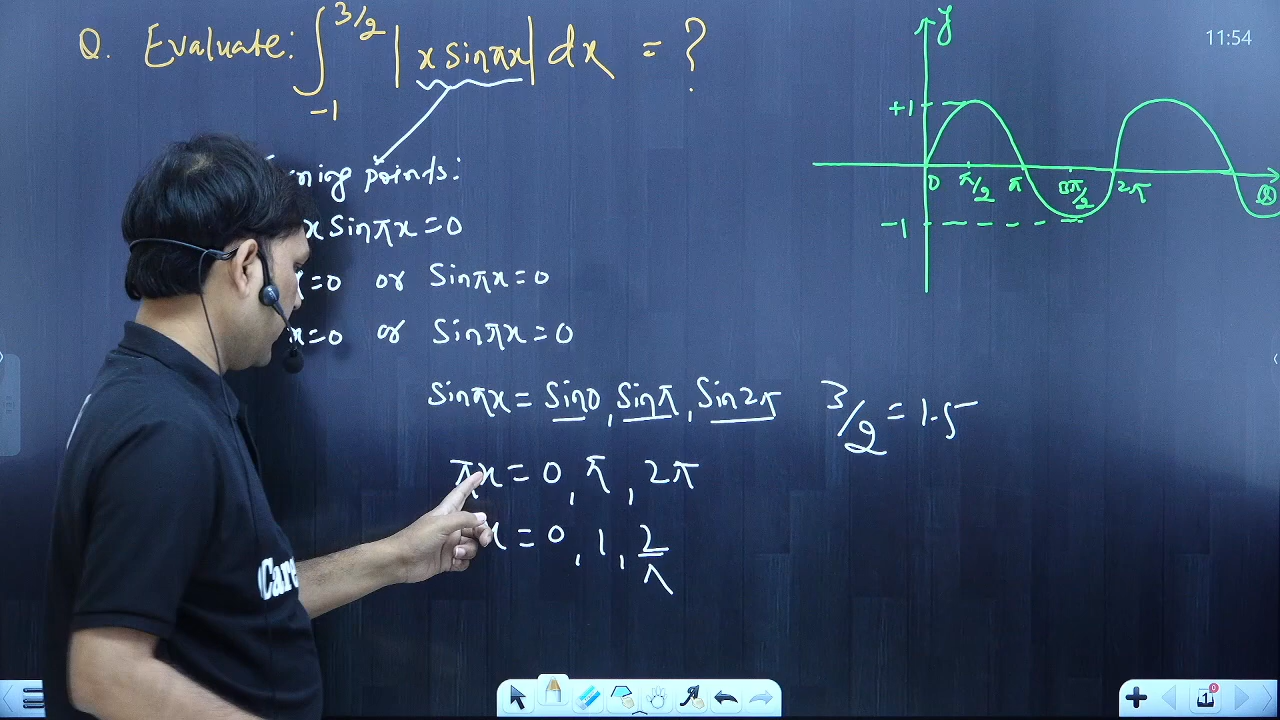 Q. Evaluate: ∫_{-1}^{3/2} | x sinπx | dx = ?
points:
x Sinπx = 0
x = 0 or Sinπx = 0
x = 0 or Sinπx = 0
Sinπx = Sin0, Sinπ, Sin2π
πx = 0, π, 2π
x = 0, 1, 2
3/2 = 1.5
11:54
y
+1
0 π/2 π 3π/2 2π
-1
Care
1